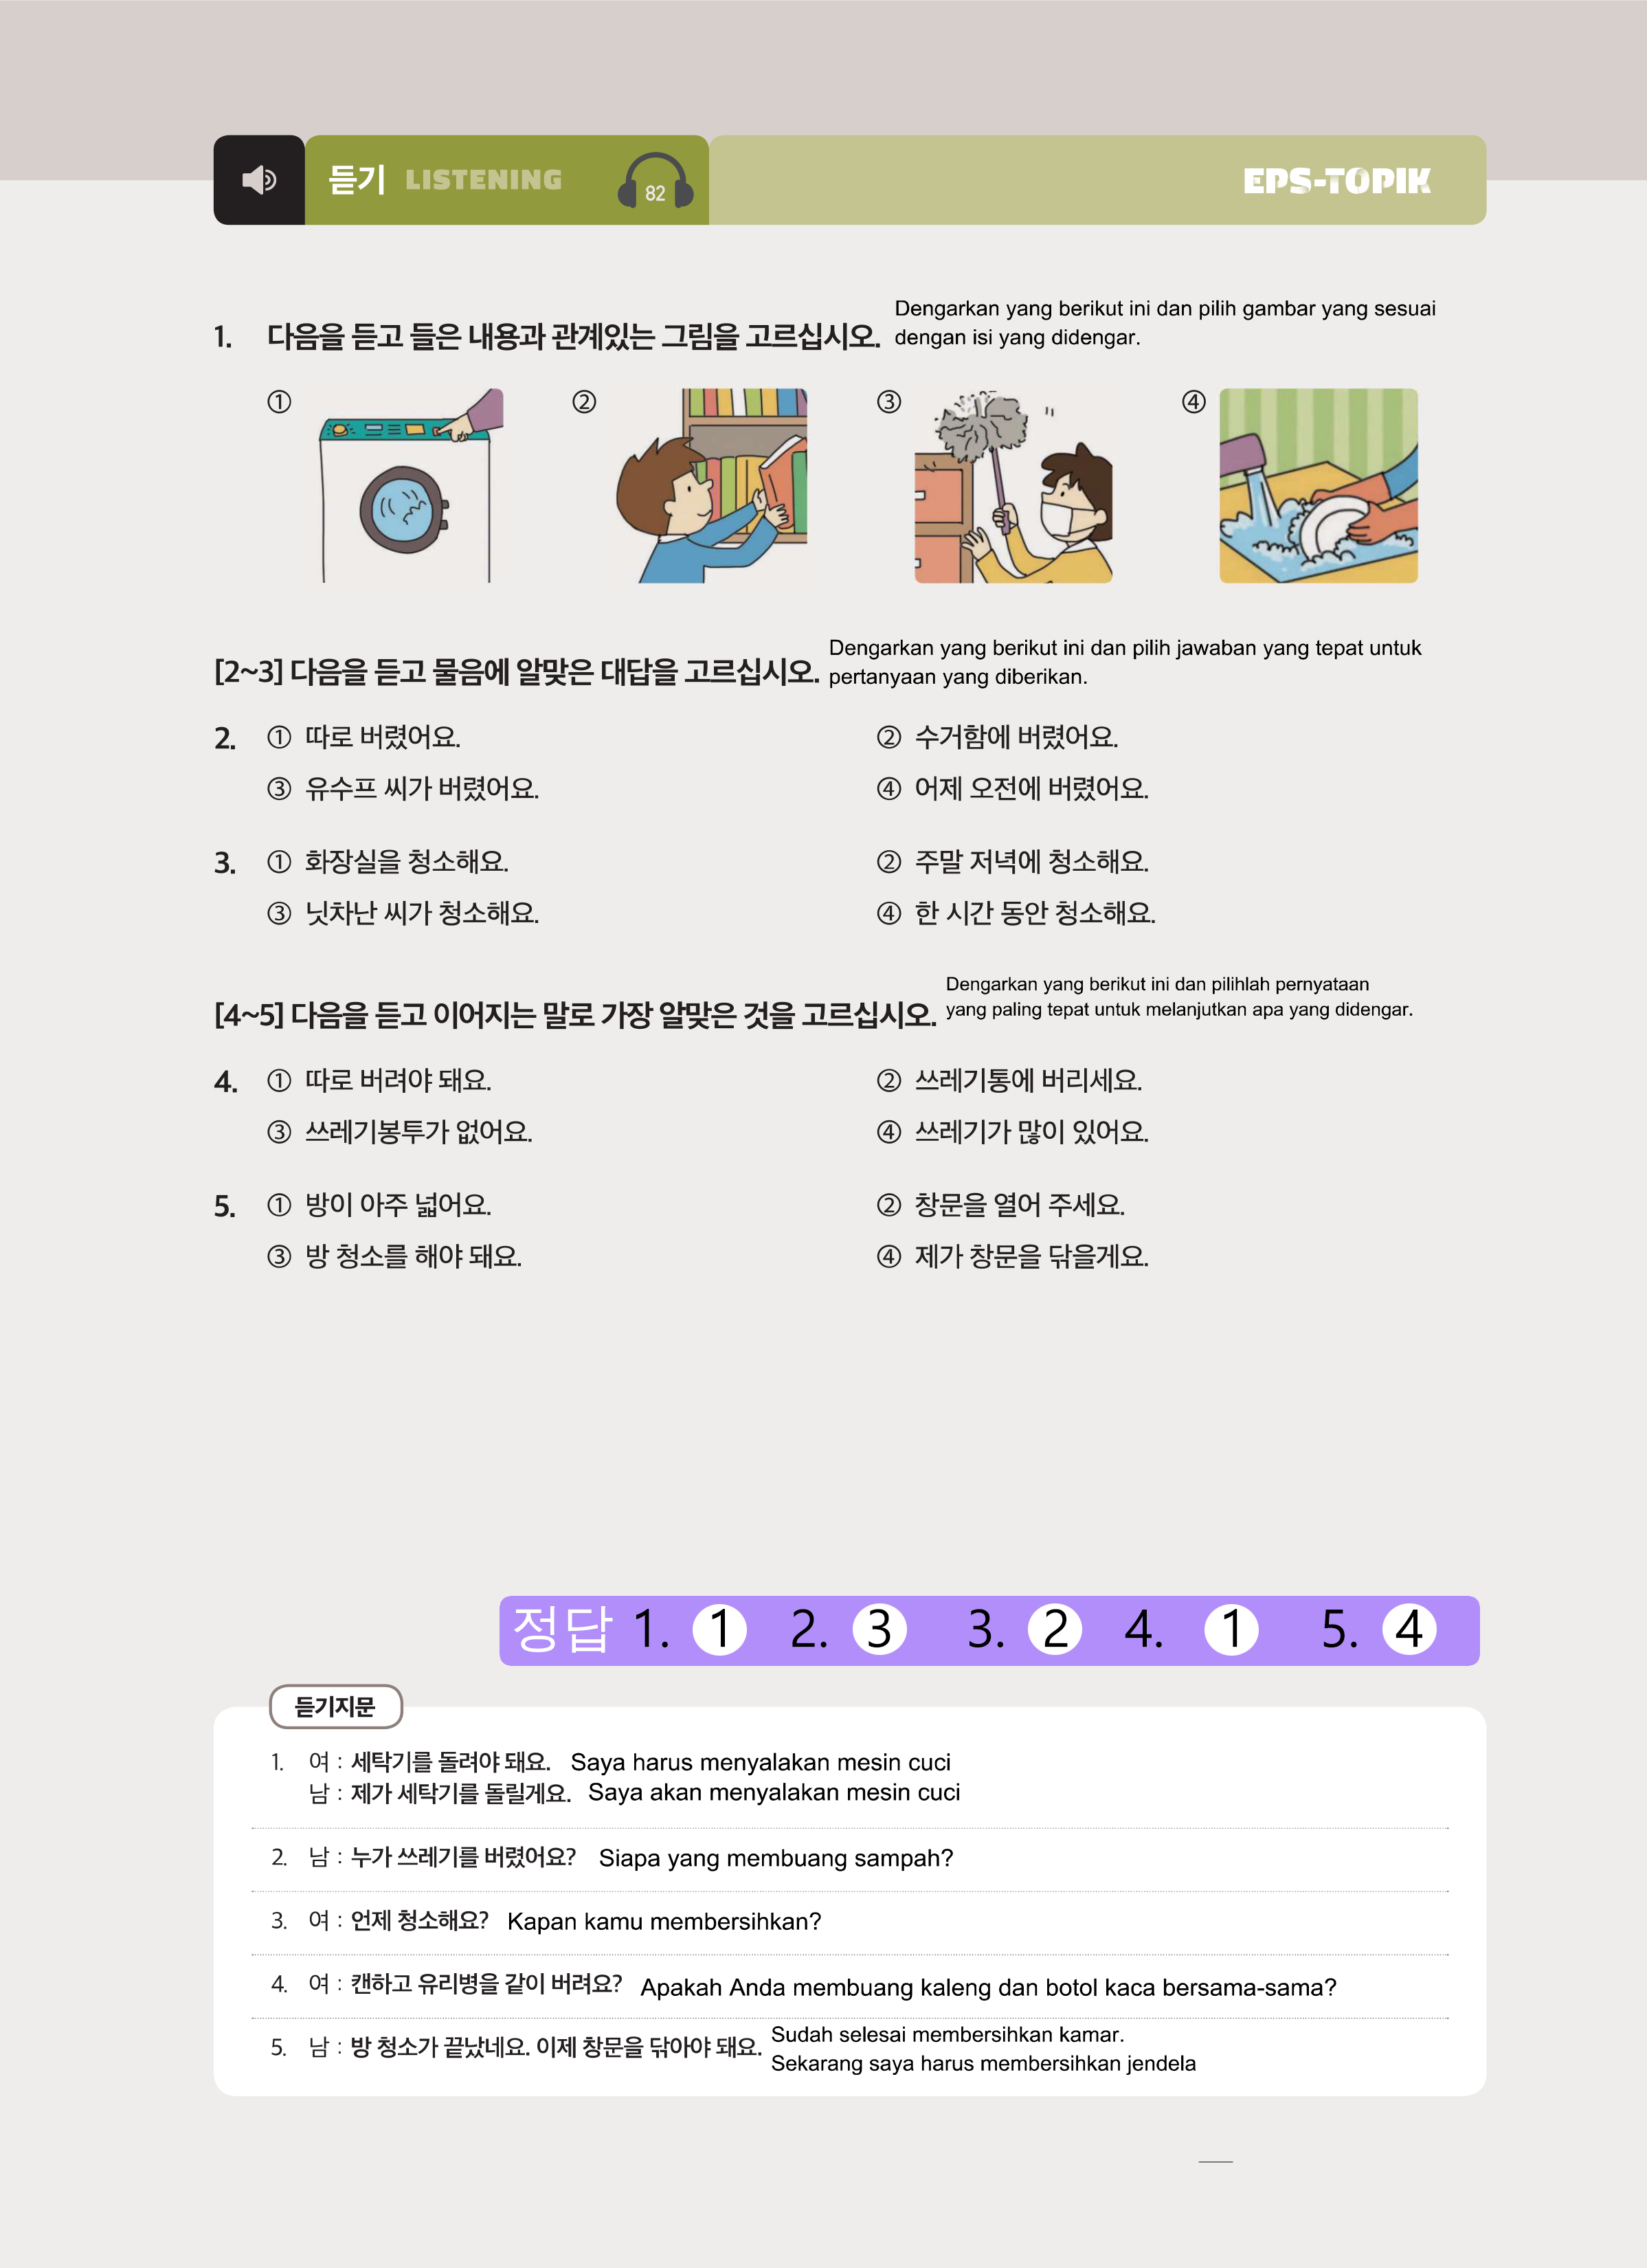 듣기 LISTENING 82 EPS-TOPIK
Dengarkan yang berikut ini dan pilih gambar yang sesuai
1. 다음을 듣고 들은 내용과 관계있는 그림을 고르십시오. dengan isi yang didengar.
① ② ③ ④
Dengarkan yang berikut ini dan pilih jawaban yang tepat untuk
[2~3] 다음을 듣고 물음에 알맞은 대답을 고르십시오. pertanyaan yang diberikan.
2. ① 따로 버렸어요. ② 수거함에 버렸어요.
③ 유수프 씨가 버렸어요. ④ 어제 오전에 버렸어요.
3. ① 화장실을 청소해요. ② 주말 저녁에 청소해요.
③ 닛차난 씨가 청소해요. ④ 한 시간 동안 청소해요.
Dengarkan yang berikut ini dan pilihlah pernyataan
[4~5] 다음을 듣고 이어지는 말로 가장 알맞은 것을 고르십시오. yang paling tepat untuk melanjutkan apa yang didengar.
4. ① 따로 버려야 돼요. ② 쓰레기통에 버리세요.
③ 쓰레기봉투가 없어요. ④ 쓰레기가 많이 있어요.
5. ① 방이 아주 넓어요. ② 창문을 열어 주세요.
③ 방 청소를 해야 돼요. ④ 제가 창문을 닦을게요.
정답 1. 1 2. 3 3. 2 4. 1 5. 4
듣기지문
1. 여 : 세탁기를 돌려야 돼요. Saya harus menyalakan mesin cuci
남 : 제가 세탁기를 돌릴게요. Saya akan menyalakan mesin cuci
2. 남 : 누가 쓰레기를 버렸어요? Siapa yang membuang sampah?
3. 여 : 언제 청소해요? Kapan kamu membersihkan?
4. 여 : 캔하고 유리병을 같이 버려요? Apakah Anda membuang kaleng dan botol kaca bersama-sama?
5. 남 : 방 청소가 끝났네요. 이제 창문을 닦아야 돼요. Sudah selesai membersihkan kamar.
Sekarang saya harus membersihkan jendela